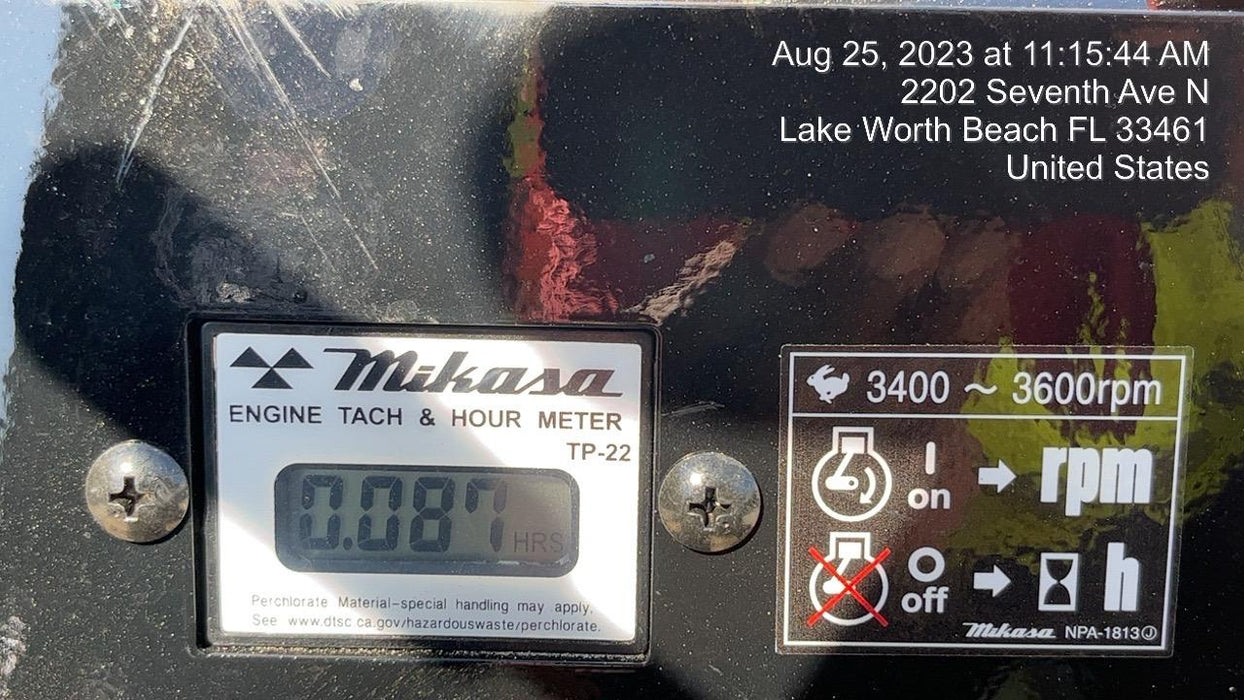 Aug 25, 2023 at 11:15:44 AM
2202 Seventh Ave N
Lake Worth Beach FL 33461
United States
Mikasa
ENGINE TACH & HOUR METER
TP-22
0.087 HRS
Perchlorate Material-special handling may apply,
See www.dtsc.ca.gov/hazardouswaste/perchlorate.
3400 ~ 3600rpm
I
on
rpm
O
off
h
Mikasa NPA-1813 Ⓙ